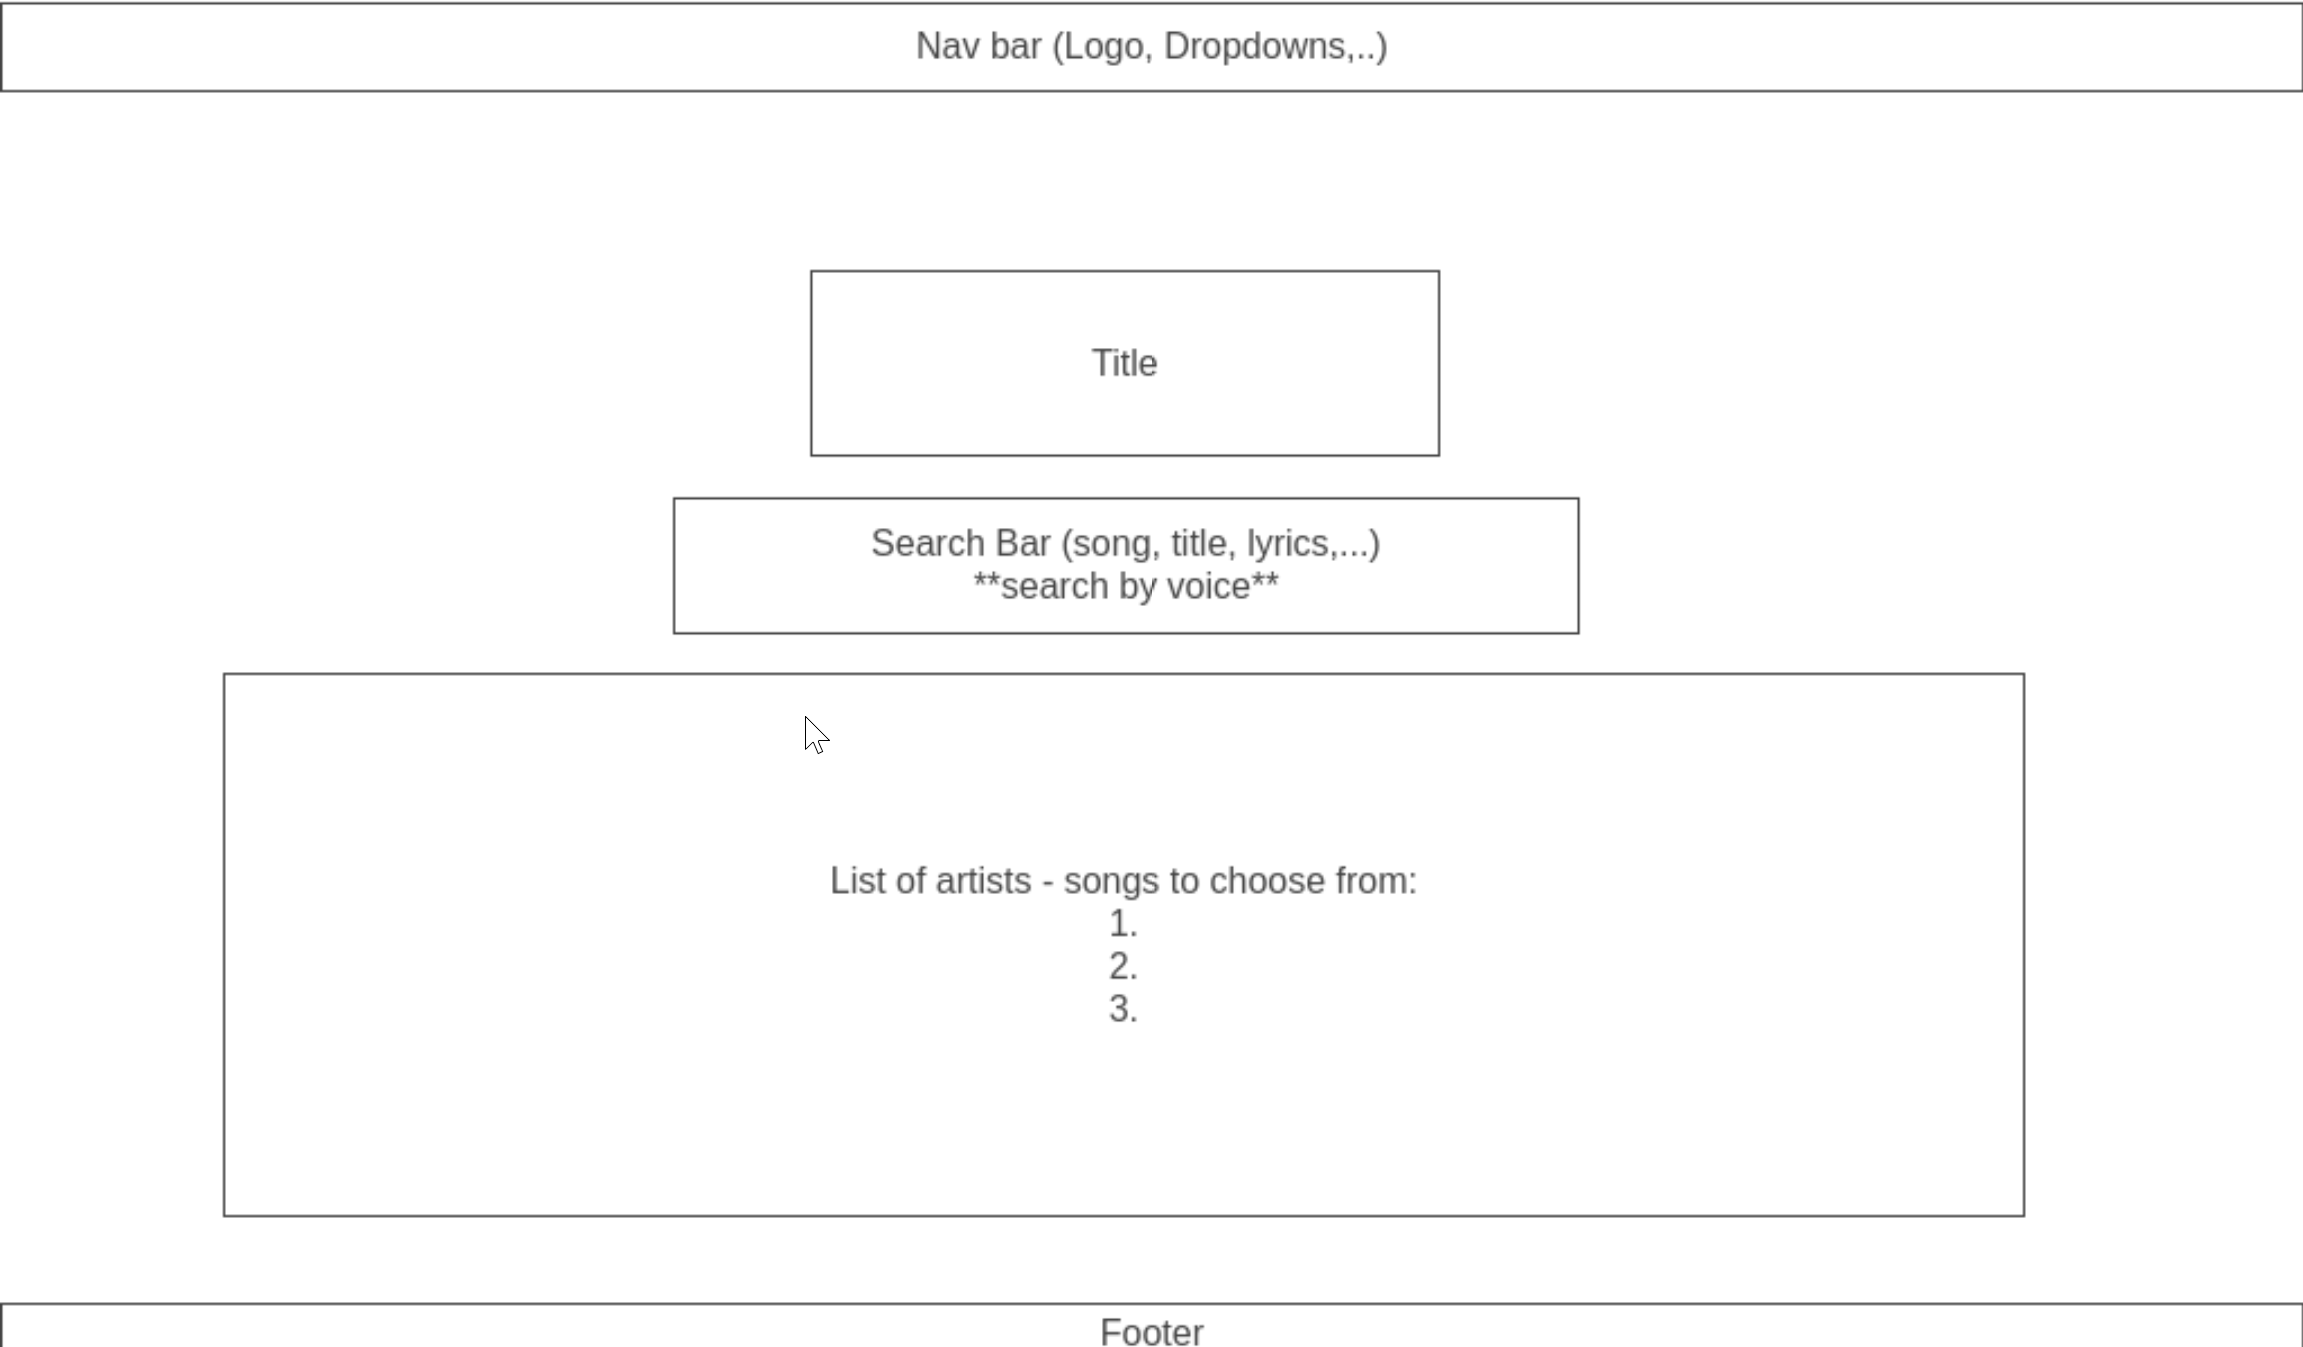 Nav bar (Logo, Dropdowns,..)
Title
Search Bar (song, title, lyrics,...)
**search by voice**
List of artists - songs to choose from:
1.
2.
3.
Footer